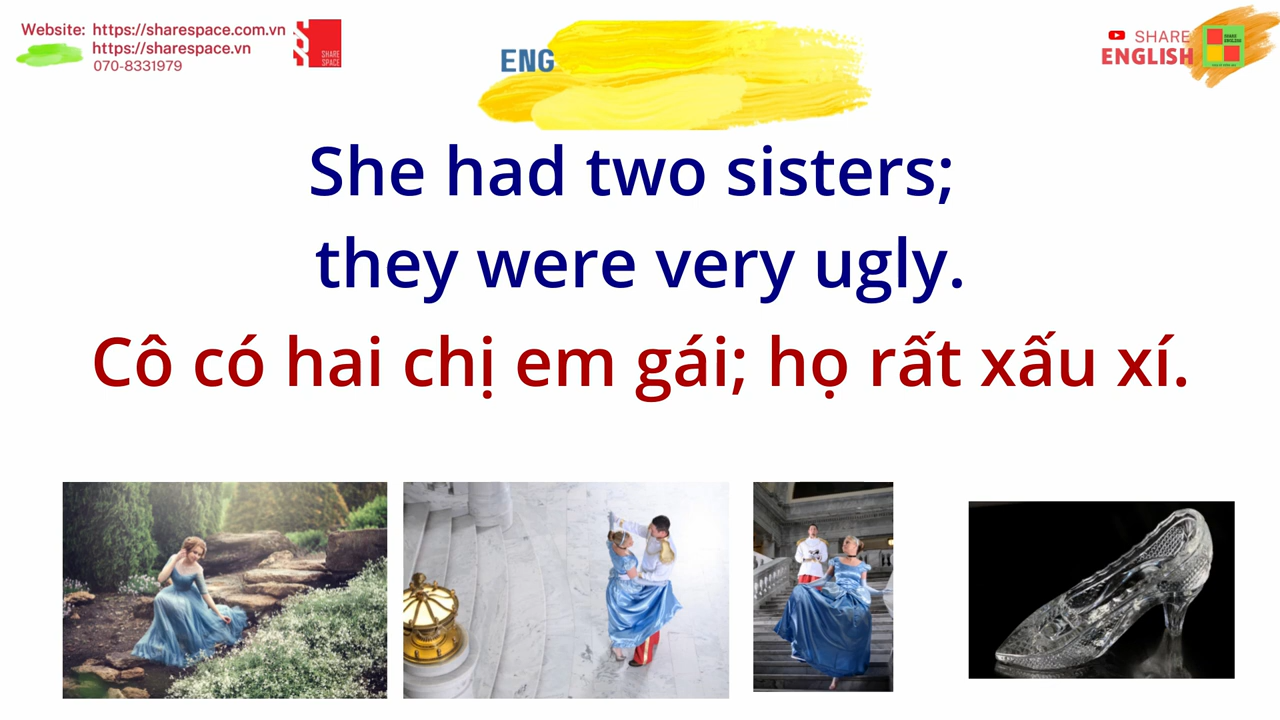 Website: https://sharespace.com.vn
https://sharespace.vn
070-8331979
SHARE
SPACE
ENG
SHARE
ENGLISH
She had two sisters;
they were very ugly.
Cô có hai chị em gái; họ rất xấu xí.